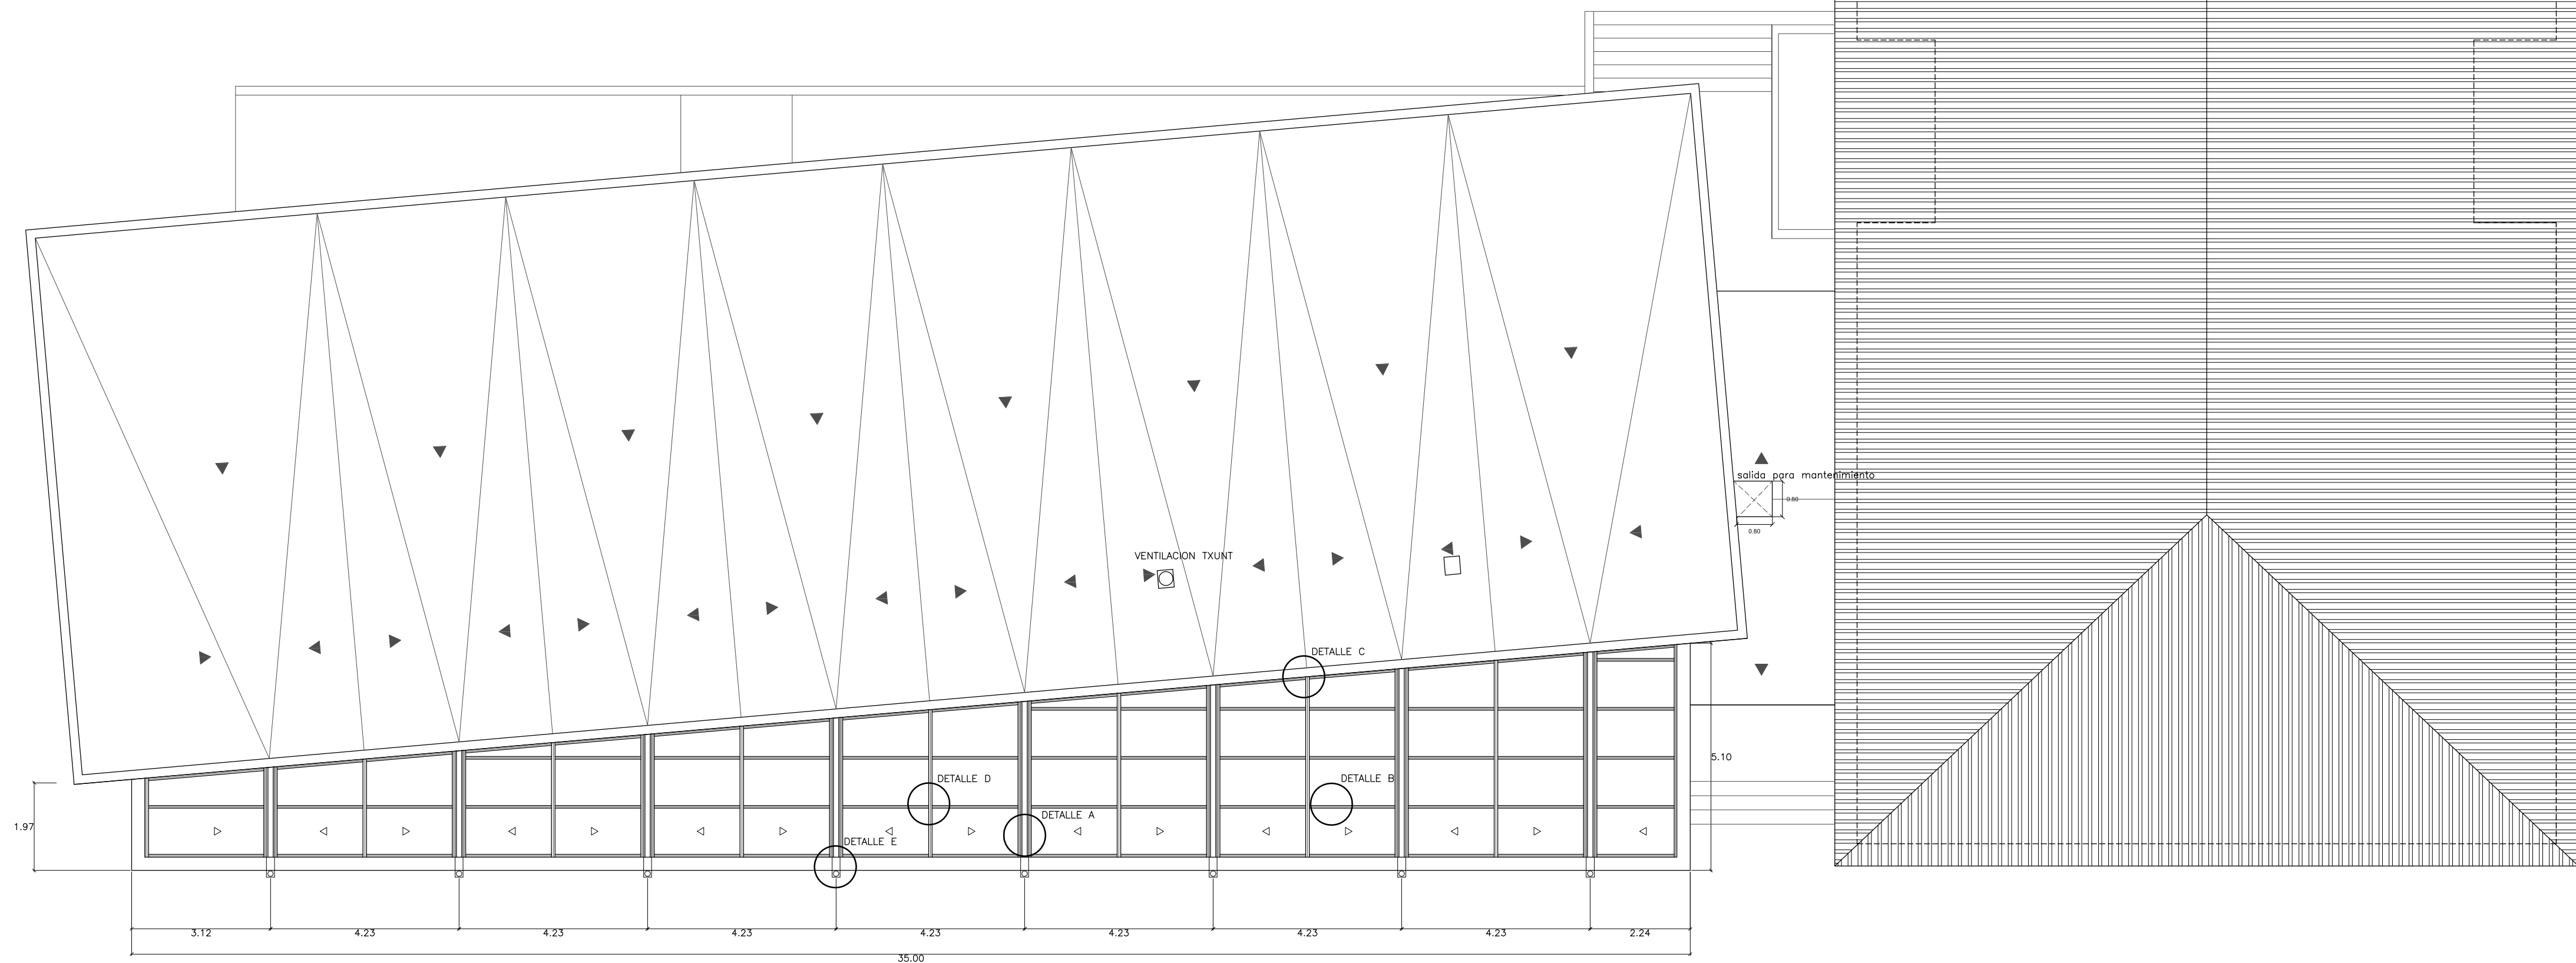 salida para mantenimiento
0.80
0.80
VENTILACION TXUNT
DETALLE C
5.10
DETALLE D
DETALLE B
DETALLE A
1.97
DETALLE E
3.12
4.23
4.23
4.23
4.23
4.23
4.23
4.23
2.24
35.00